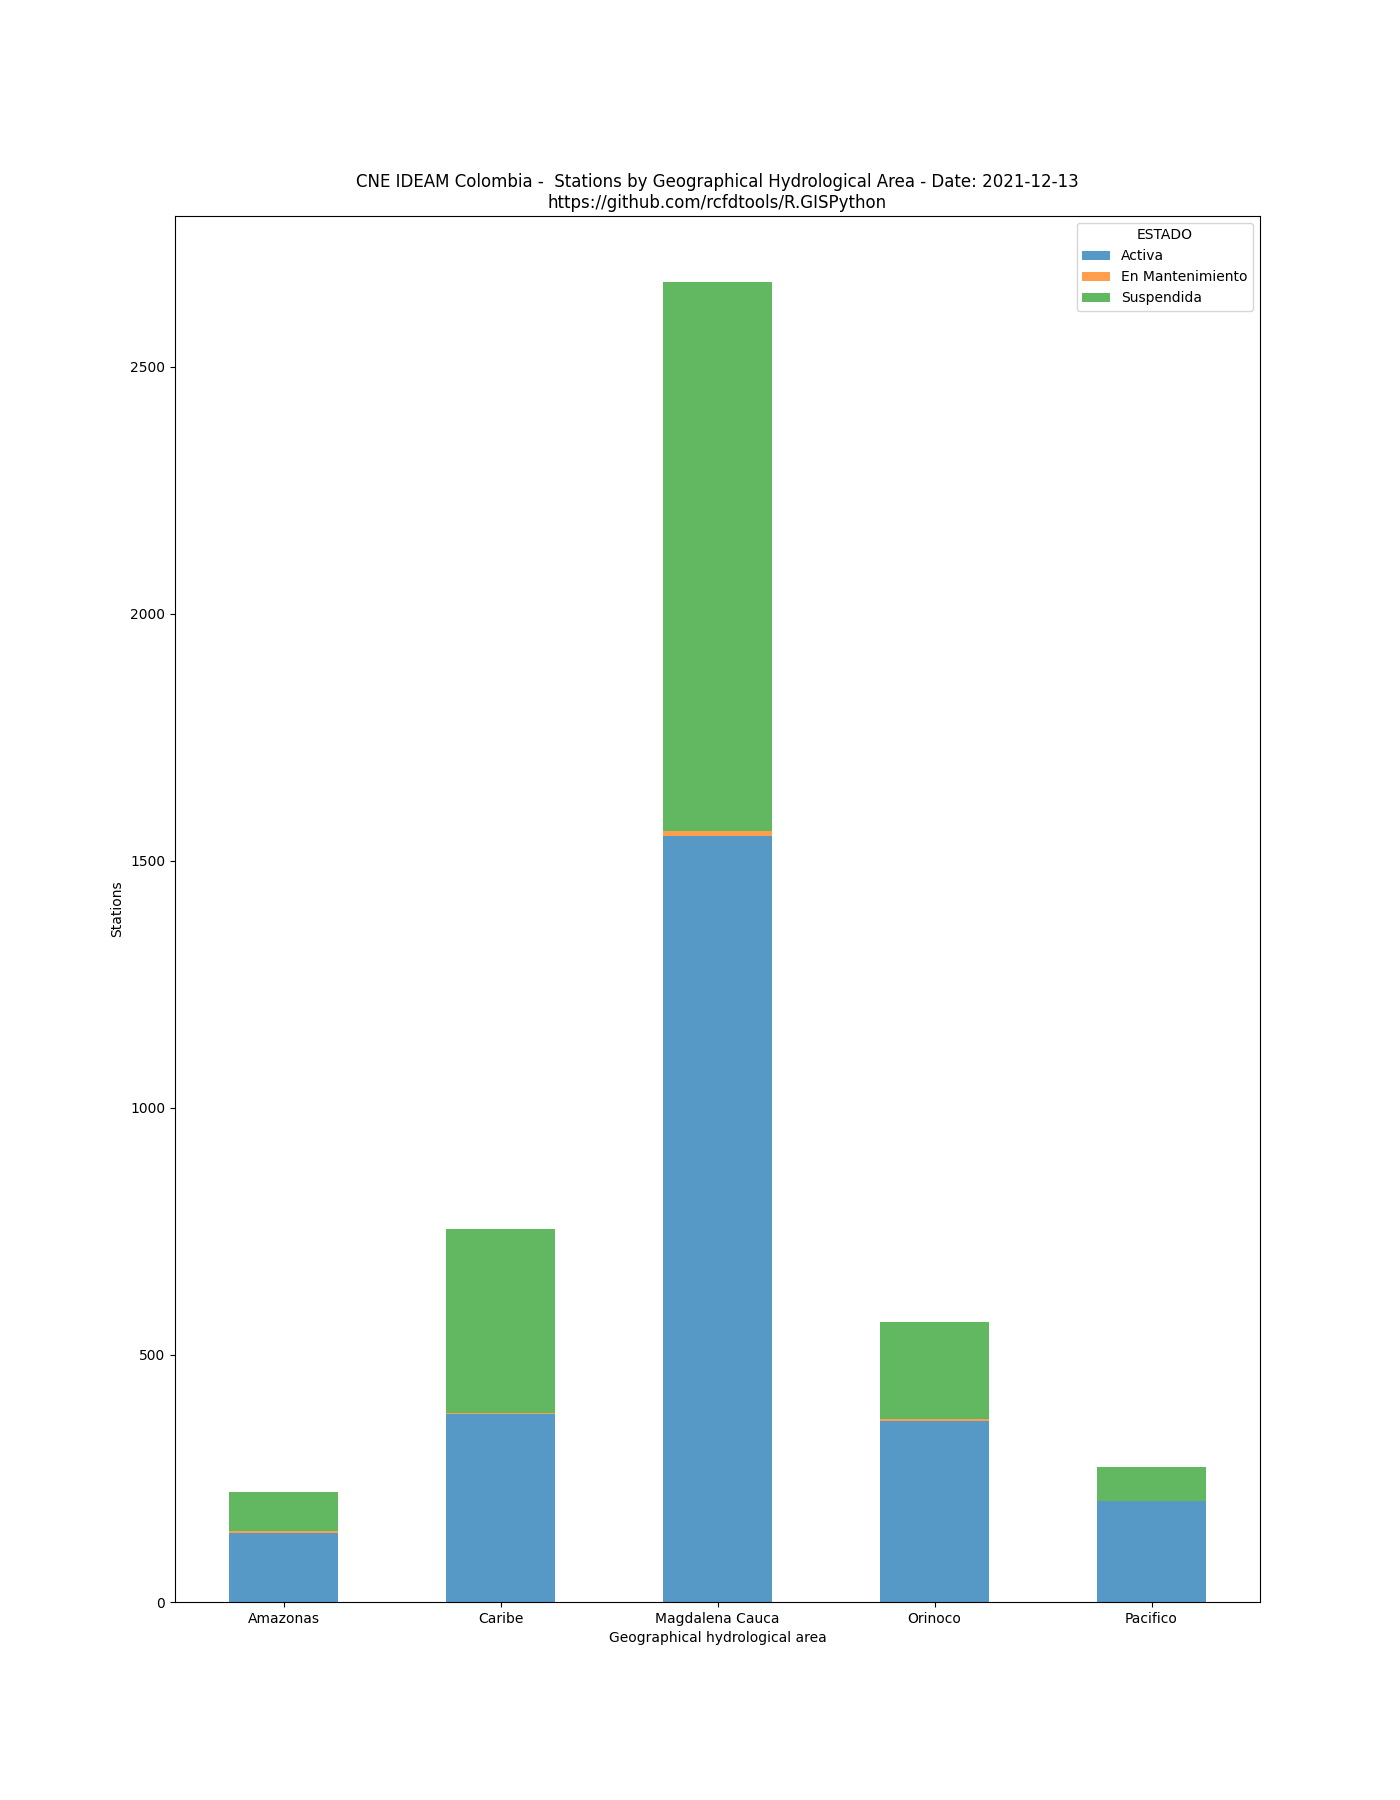 CNE IDEAM Colombia -  Stations by Geographical Hydrological Area - Date: 2021-12-13
https://github.com/rcfdtools/R.GISPython
ESTADO
Activa
En Mantenimiento
Suspendida
2500
2000
1500
1000
500
0
Stations
Amazonas
Caribe
Magdalena Cauca
Orinoco
Pacifico
Geographical hydrological area